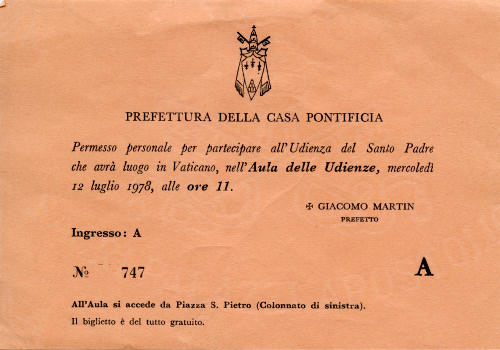 PREFETTURA DELLA CASA PONTIFICIA
Permesso personale per partecipare all'Udienza del Santo Padre
che avrà luogo in Vaticano, nell'Aula delle Udienze, mercoledì
12 luglio 1978, alle ore 11.
✠ GIACOMO MARTIN
PREFETTO
Ingresso: A
№ 747
A
All'Aula si accede da Piazza S. Pietro (Colonnato di sinistra).
Il biglietto è del tutto gratuito.